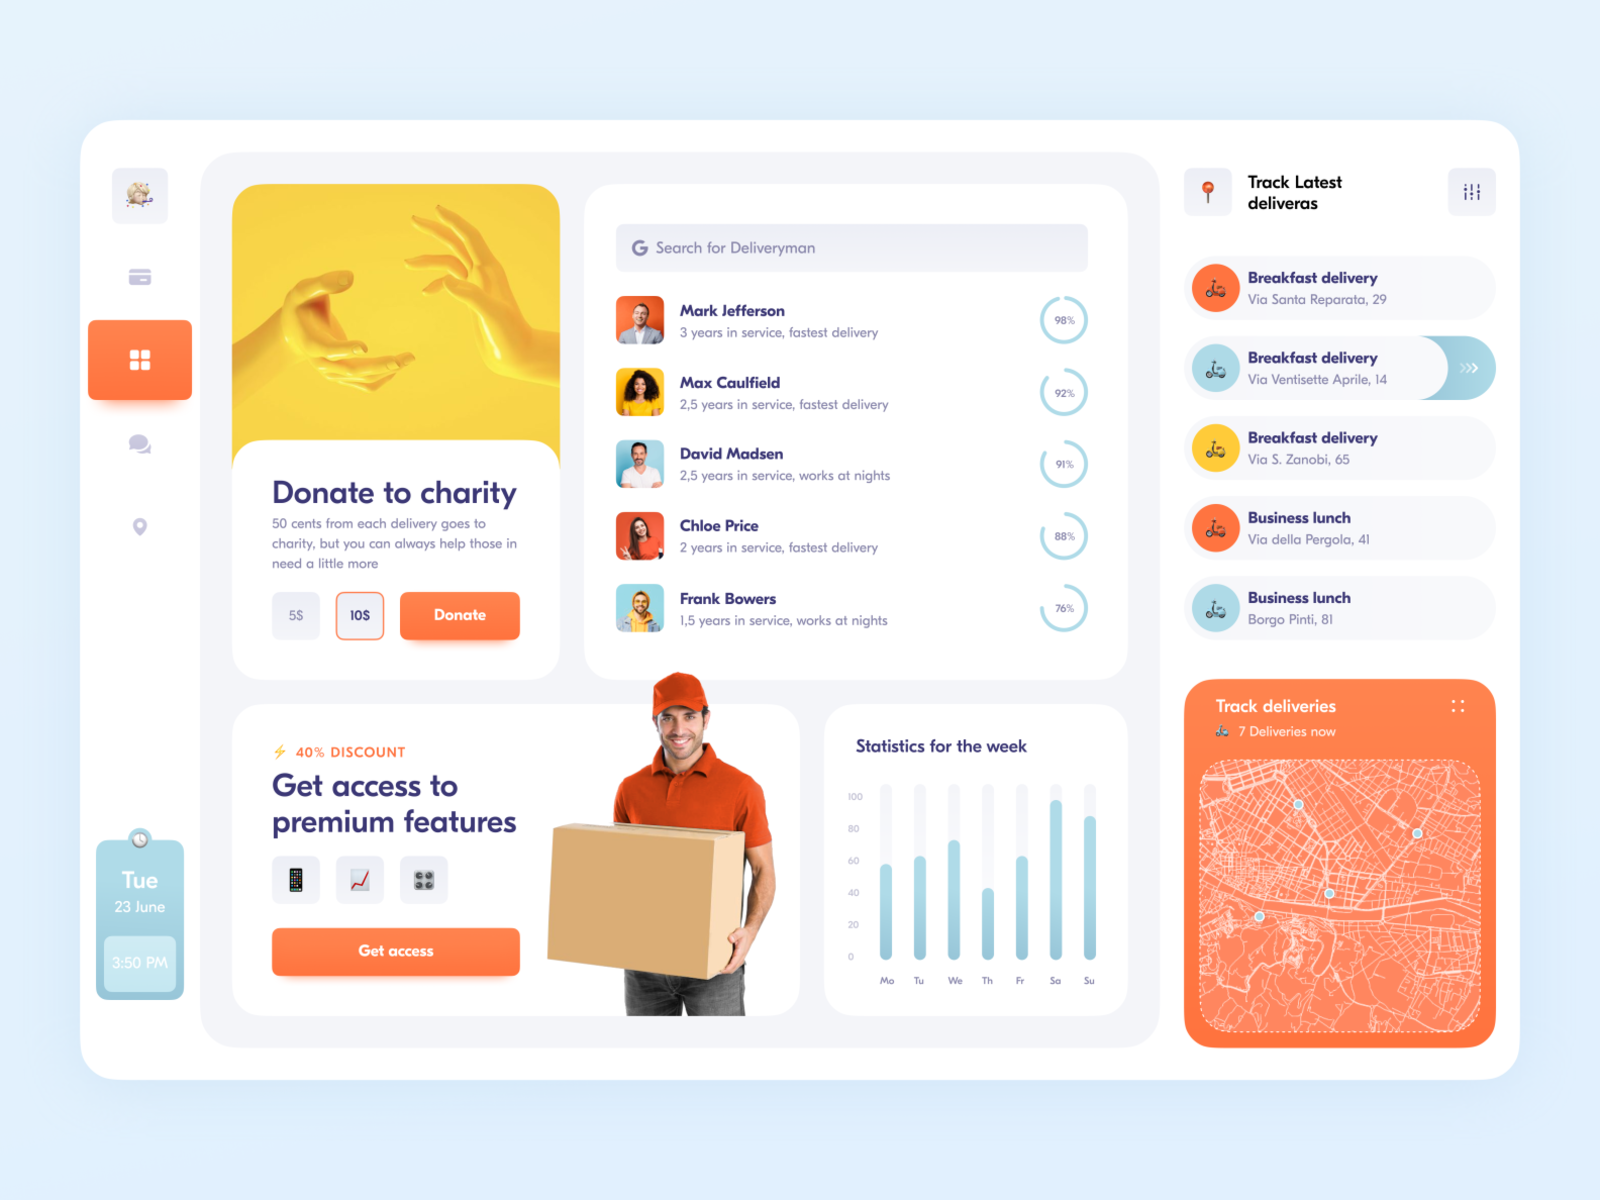 Donate to charity
50 cents from each delivery goes to
charity, but you can always help those in
need a little more
5$
10$
Donate
Search for Deliveryman
Mark Jefferson
3 years in service, fastest delivery
98%
Max Caulfield
2,5 years in service, fastest delivery
92%
David Madsen
2,5 years in service, works at nights
91%
Chloe Price
2 years in service, fastest delivery
88%
Frank Bowers
1,5 years in service, works at nights
76%
Track Latest
deliveras
Breakfast delivery
Via Santa Reparata, 29
Breakfast delivery
Via Ventisette Aprile, 14
Breakfast delivery
Via S. Zanobi, 65
Business lunch
Via della Pergola, 41
Business lunch
Borgo Pinti, 81
Tue
23 June
3:50 PM
40% DISCOUNT
Get access to
premium features
Get access
Statistics for the week
100
80
60
40
20
0
Mo Tu We Th Fr Sa Su
Track deliveries
7 Deliveries now